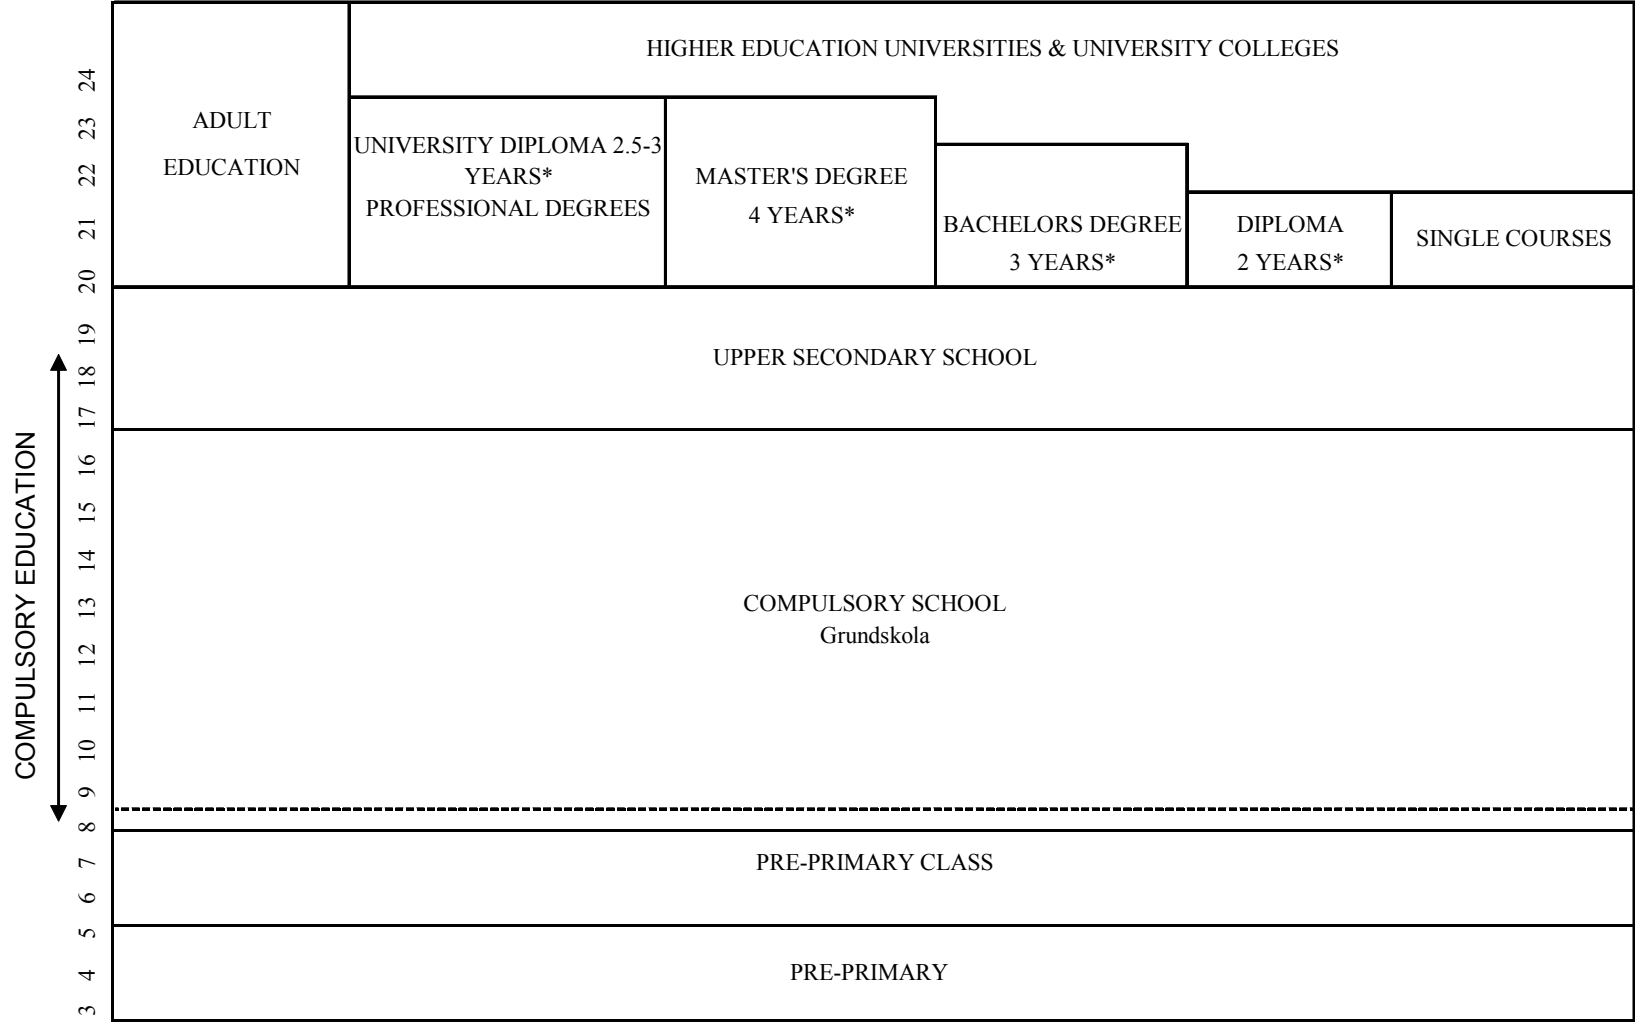 HIGHER EDUCATION UNIVERSITIES & UNIVERSITY COLLEGES
ADULT
EDUCATION
UNIVERSITY DIPLOMA 2.5-3
YEARS*
PROFESSIONAL DEGREES
MASTER'S DEGREE
4 YEARS*
BACHELORS DEGREE
3 YEARS*
DIPLOMA
2 YEARS*
SINGLE COURSES
UPPER SECONDARY SCHOOL
COMPULSORY SCHOOL
Grundskola
PRE-PRIMARY CLASS
PRE-PRIMARY
COMPULSORY EDUCATION
24
23
22
21
20
19
18
17
16
15
14
13
12
11
10
9
8
7
6
5
4
3